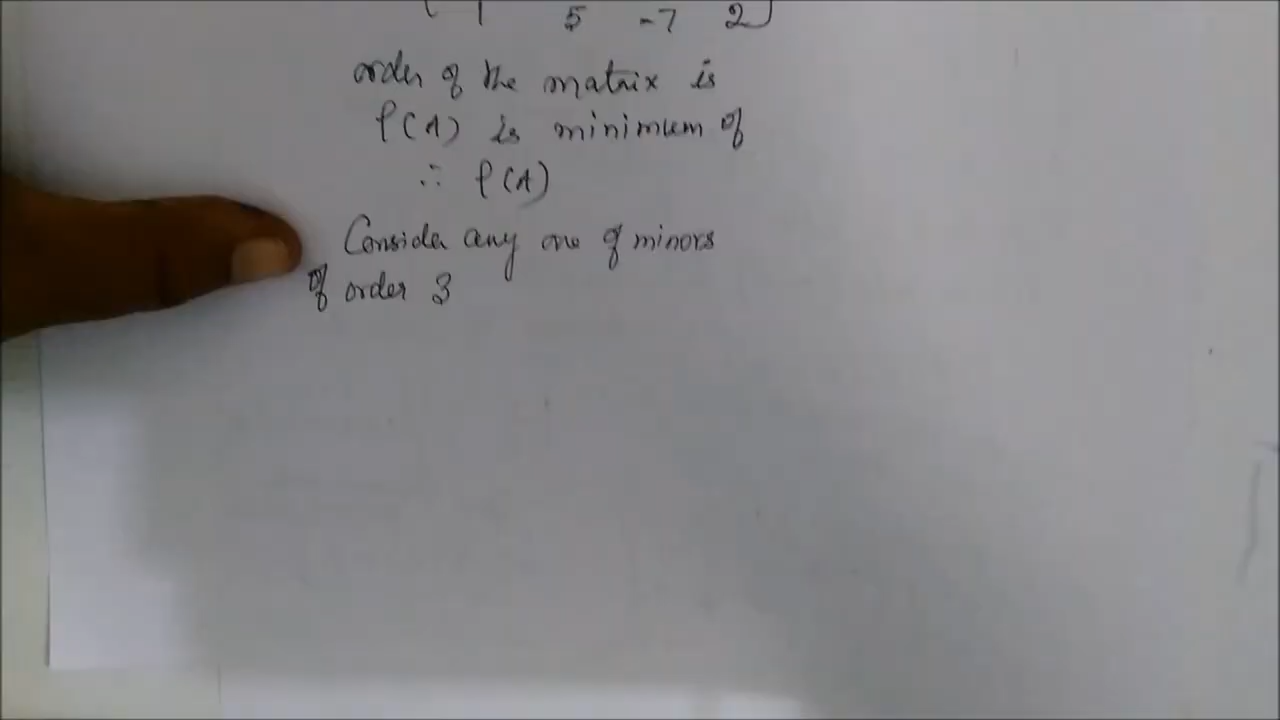 1 5 -7 2
order of the matrix is
ρ(A) is minimum of
∴ ρ(A)
Consider any one of minors
of order 3